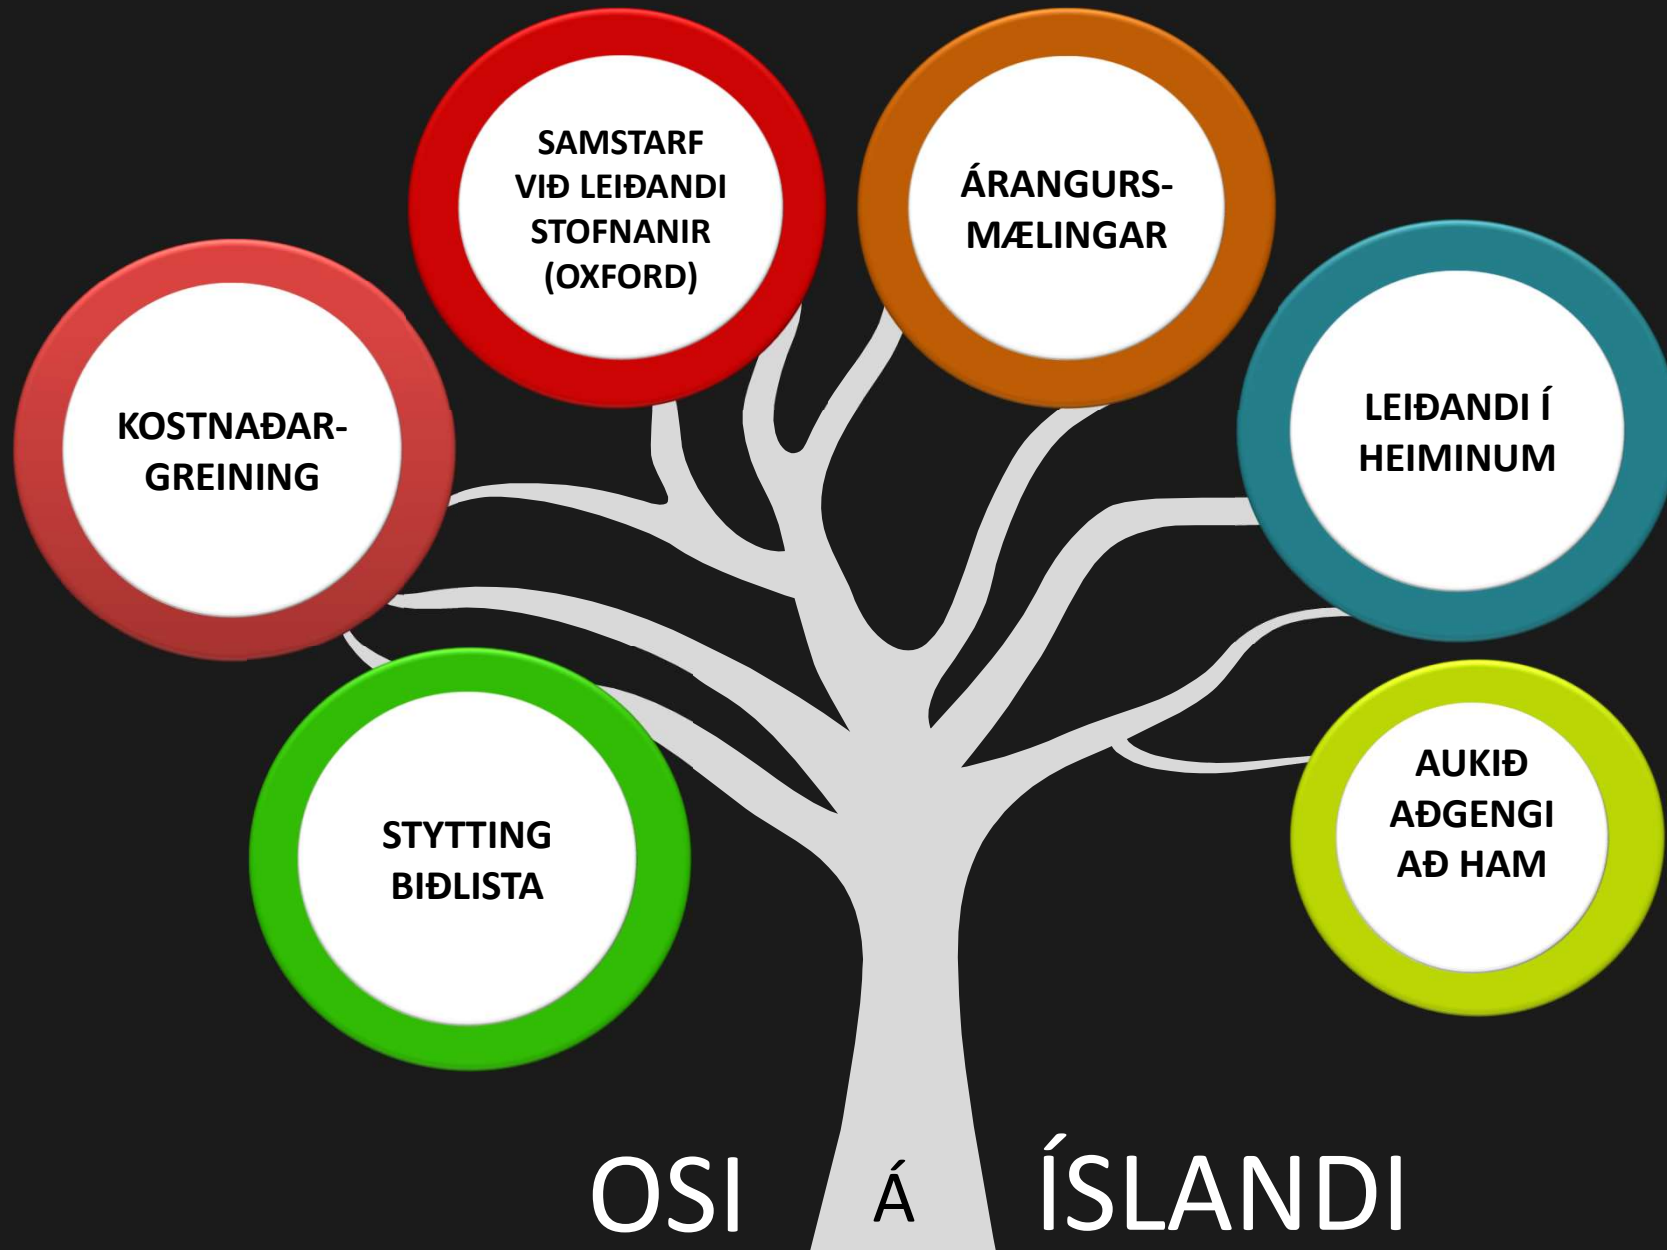 SAMSTARF
VIÐ LEIÐANDI
STOFNANIR
(OXFORD)
ÁRANGURS-
MÆLINGAR
KOSTNAÐAR-
GREINING
LEIÐANDI Í
HEIMINUM
STYTTING
BIÐLISTA
AUKIÐ
AÐGENGI
AÐ HAM
OSI Á ÍSLANDI